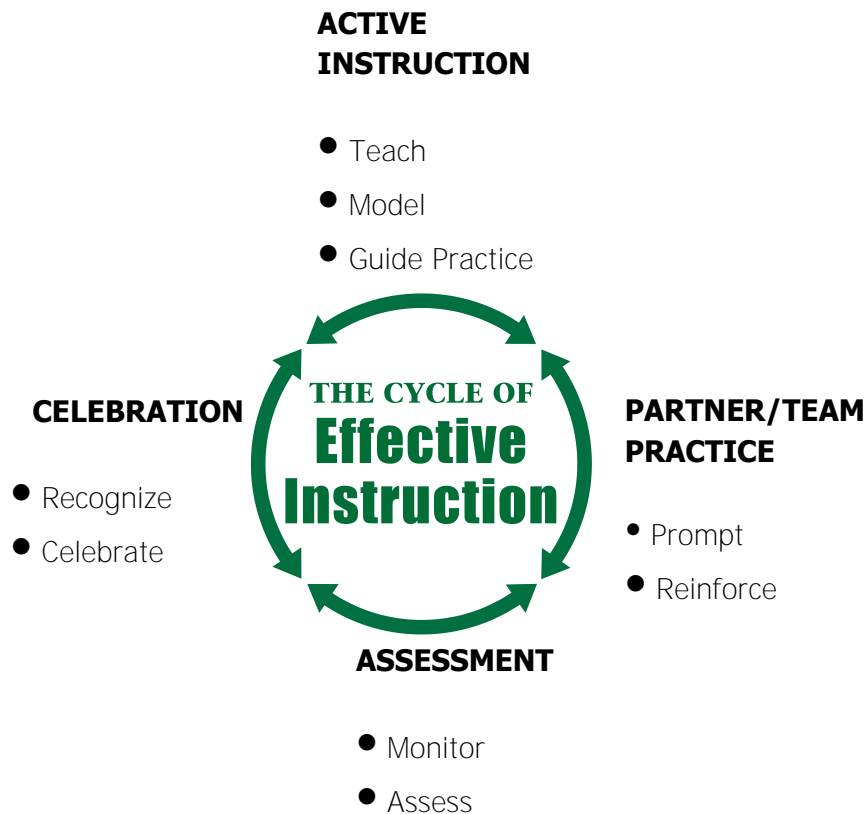 ACTIVE
INSTRUCTION
● Teach
● Model
● Guide Practice
THE CYCLE OF
Effective
Instruction
CELEBRATION
● Recognize
● Celebrate
PARTNER/TEAM
PRACTICE
● Prompt
● Reinforce
ASSESSMENT
● Monitor
● Assess